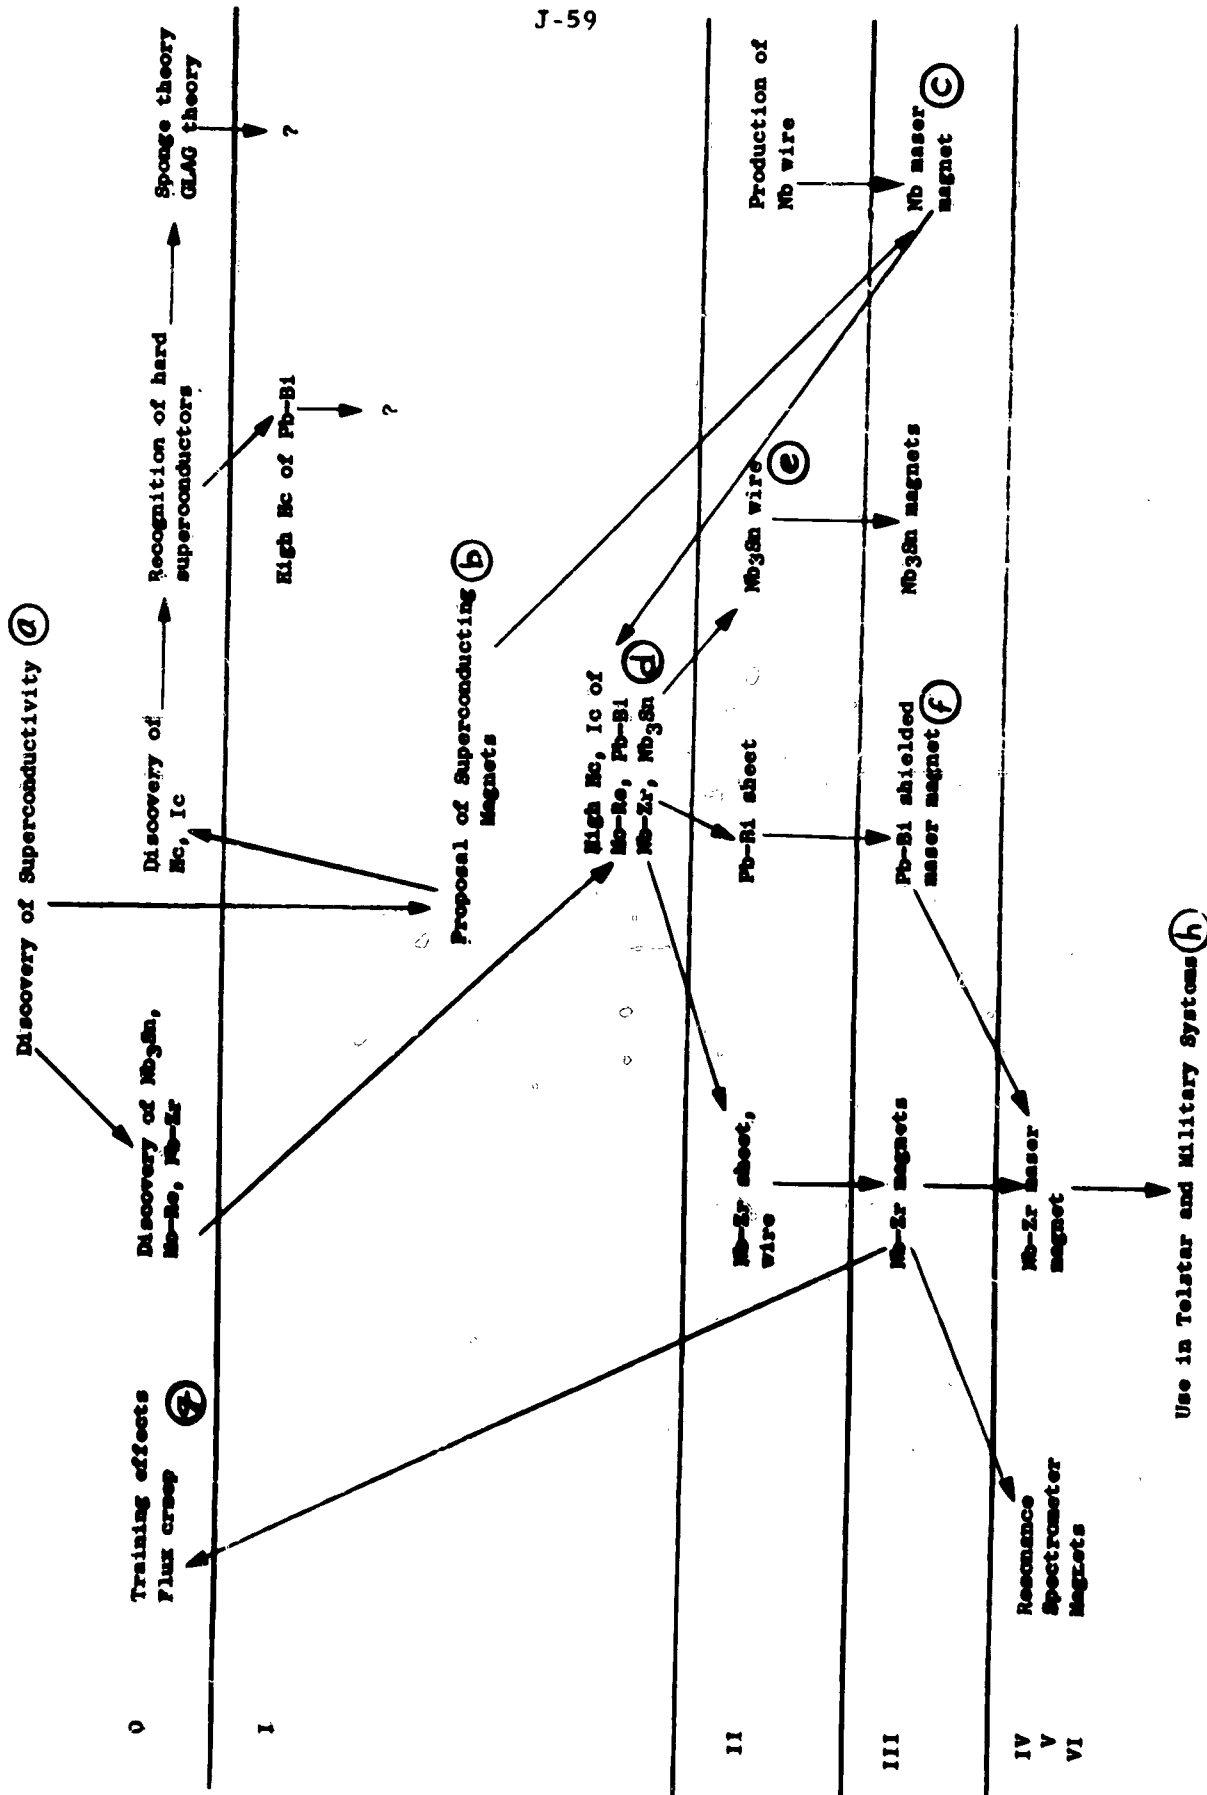 J-59
Discovery of Superconductivity (a)
O
Training effects
Flux creep (g)
Discovery of Nb3Sn,
Mo-Re, Nb-Zr
Discovery of
Hc, Ic
Recognition of hard
superconductors
Sponge theory
GLAG theory
I
?
High Hc of Pb-Bi
?
Proposal of Superconducting (b)
Magnets
High Hc, Ic of
Mo-Re, Pb-Bi
Nb-Zr, Nb3Sn (d)
II
Nb-Zr sheet,
wire
Pb-Bi sheet
Nb3Sn wire (e)
Production of
Nb wire
III
Nb-Zr magnets
Pb-Bi shielded
maser magnet (f)
Nb3Sn magnets
Nb maser
magnet (c)
IV
V
VI
Resonance
Spectrometer
Magnets
Nb-Zr maser
magnet
Use in Telstar and Military Systems (h)